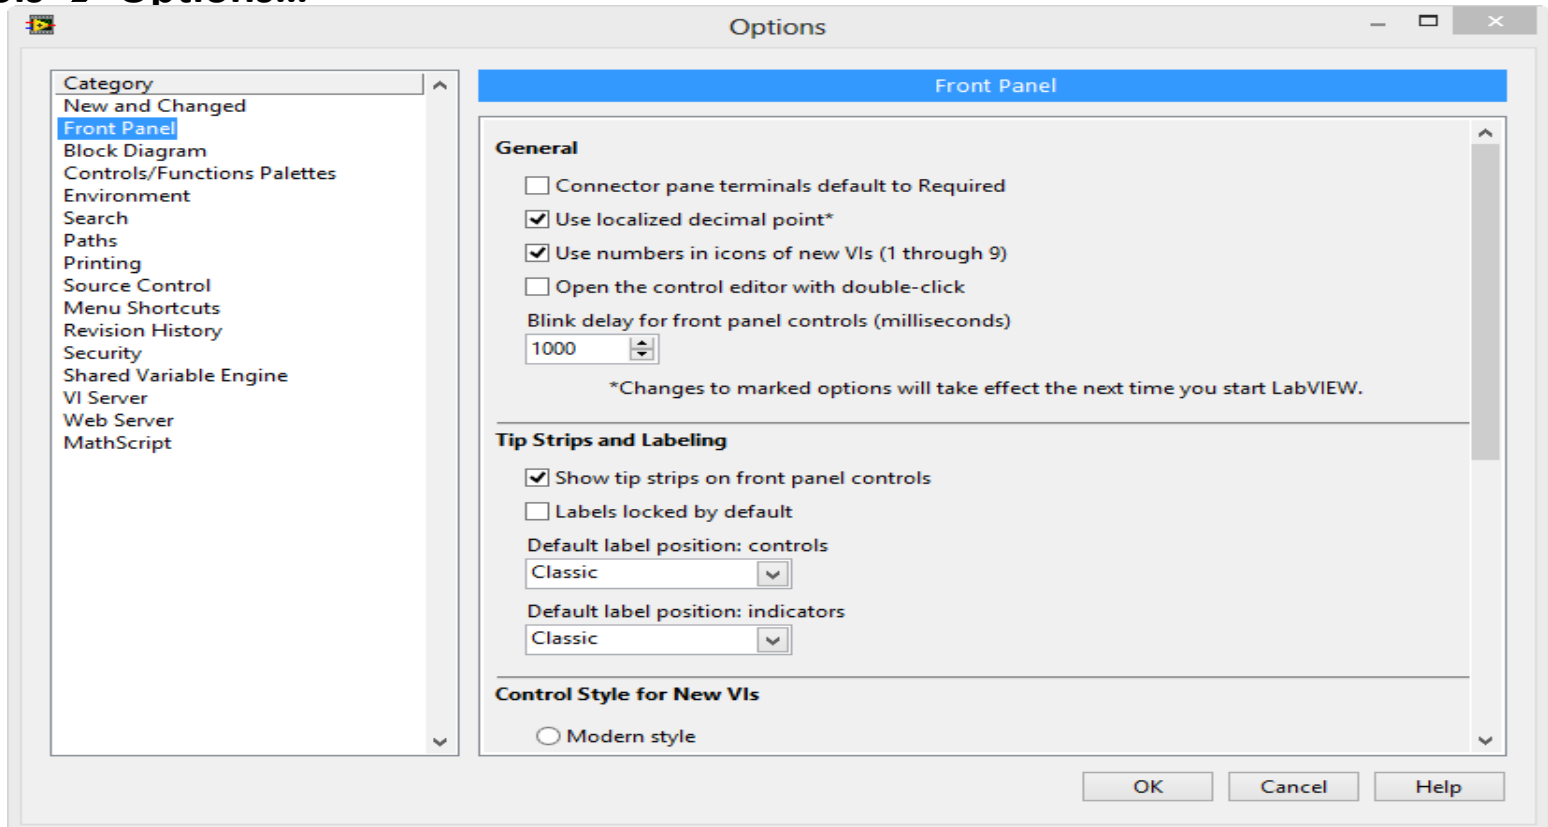 Options...
Options
Category
New and Changed
Front Panel
Block Diagram
Controls/Functions Palettes
Environment
Search
Paths
Printing
Source Control
Menu Shortcuts
Revision History
Security
Shared Variable Engine
VI Server
Web Server
MathScript
Front Panel
General
Connector pane terminals default to Required
Use localized decimal point*
Use numbers in icons of new VIs (1 through 9)
Open the control editor with double-click
Blink delay for front panel controls (milliseconds)
1000
*Changes to marked options will take effect the next time you start LabVIEW.
Tip Strips and Labeling
Show tip strips on front panel controls
Labels locked by default
Default label position: controls
Classic
Default label position: indicators
Classic
Control Style for New VIs
Modern style
OK Cancel Help